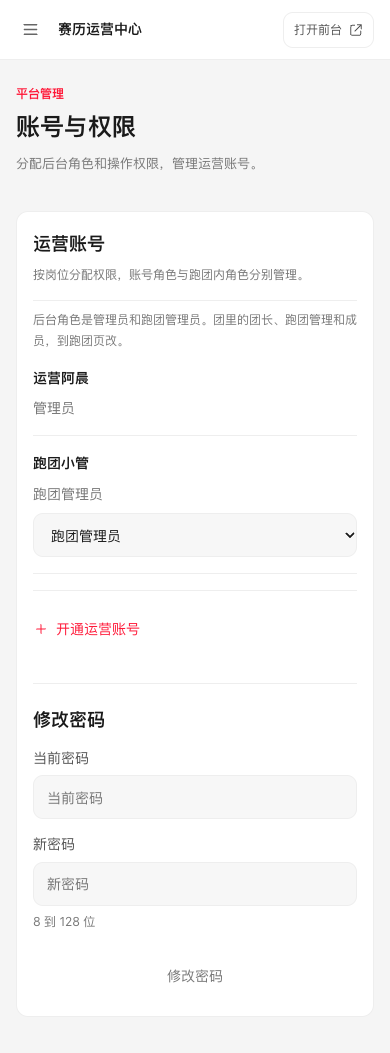 赛历运营中心
打开前台
平台管理
账号与权限
分配后台角色和操作权限，管理运营账号。
运营账号
按岗位分配权限，账号角色与跑团内角色分别管理。
后台角色是管理员和跑团管理员。团里的团长、跑团管理和成
员，到跑团页改。
运营阿晨
管理员
跑团小管
跑团管理员
跑团管理员
开通运营账号
修改密码
当前密码
当前密码
新密码
新密码
8 到 128 位
修改密码